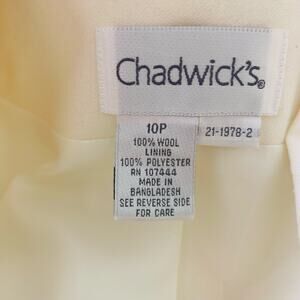 Chadwick's®
10P
21-1978-2
100% WOOL
LINING
100% POLYESTER
RN 107444
MADE IN
BANGLADESH
SEE REVERSE SIDE
FOR CARE